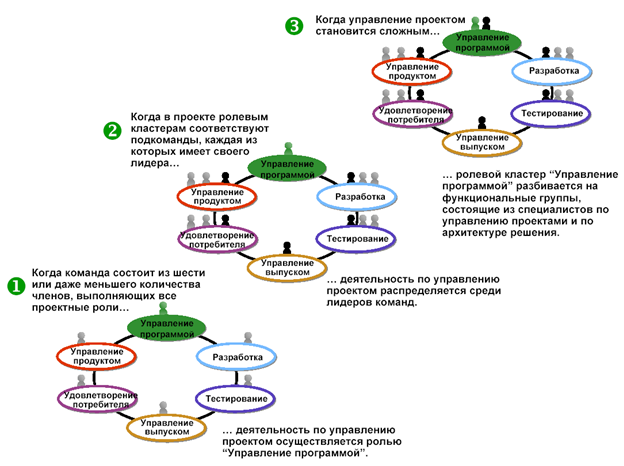 3
Когда управление проектом
становится сложным…
Управление
программой
Управление
продуктом
Разработка
Удовлетворение
потребителя
Тестирование
Управление
выпуском
… ролевой кластер “Управление
программой” разбивается на
функциональные группы,
состоящие из специалистов по
управлению проектами и по
архитектуре решения.
2
Когда в проекте ролевым
кластерам соответствуют
подкоманды, каждая из
которых имеет своего
лидера…
Управление
программой
Управление
продуктом
Разработка
Удовлетворение
потребителя
Тестирование
Управление
выпуском
… деятельность по управлению
проектом распределяется среди
лидеров команд.
1
Когда команда состоит из шести
или даже меньшего количества
членов, выполняющих все
проектные роли…
Управление
программой
Управление
продуктом
Разработка
Удовлетворение
потребителя
Тестирование
Управление
выпуском
… деятельность по управлению
проектом осуществляется ролью
“Управление программой”.